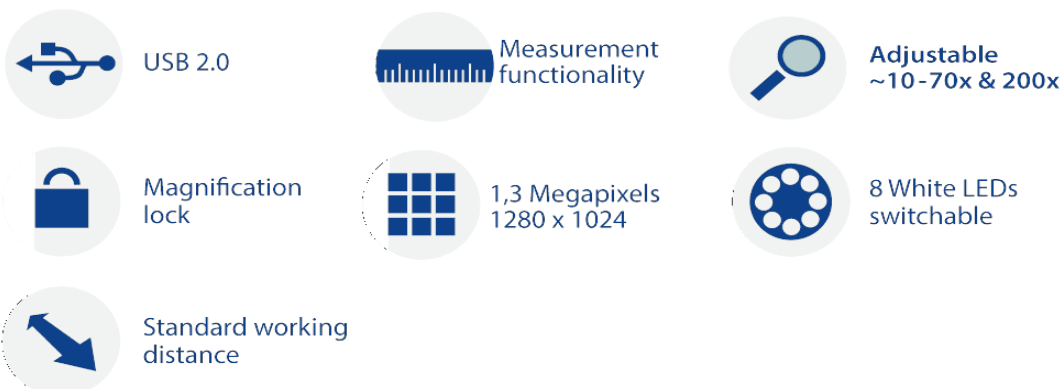 USB 2.0
Measurement
functionality
Adjustable
~10-70x & 200x
Magnification
lock
1,3 Megapixels
1280 x 1024
8 White LEDs
switchable
Standard working
distance